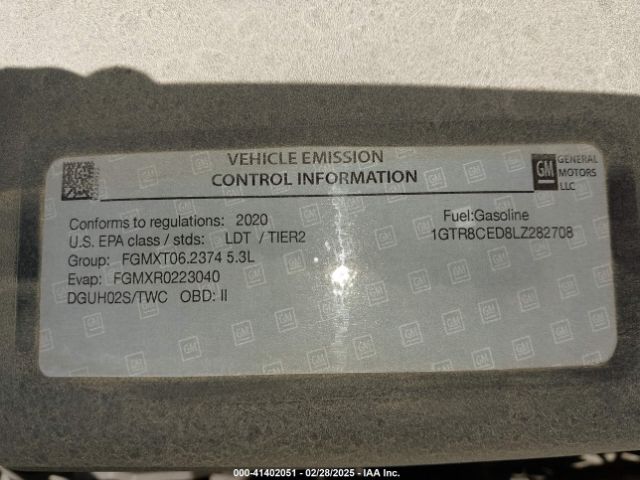 VEHICLE EMISSION
CONTROL INFORMATION
GM
GENERAL
MOTORS
LLC
Conforms to regulations: 2020
U.S. EPA class / stds: LDT / TIER2
Group: FGMXT06.2374 5.3L
Evap: FGMXR0223040
DGUH02S/TWC OBD: II
Fuel:Gasoline
1GTR8CED8LZ282708
000-41402051 - 02/28/2025 - IAA Inc.